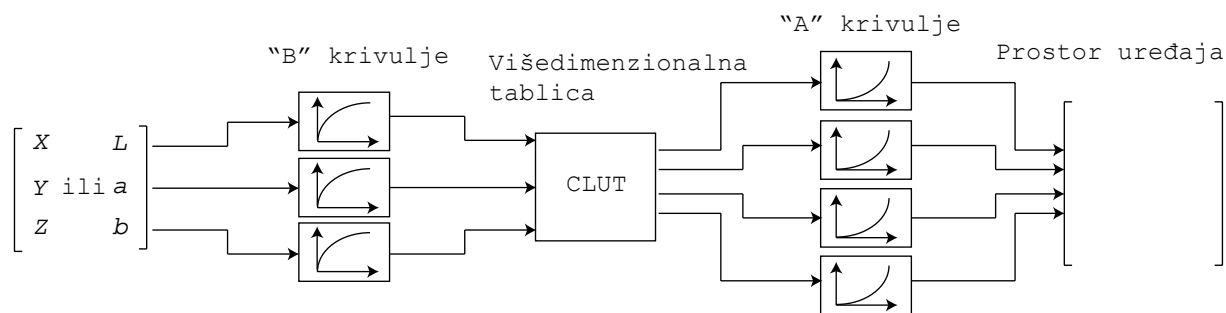 “A” krivulje
“B” krivulje
Višedimenzionalna
tablica
Prostor uređaja
X L
Y ili a
Z b
CLUT